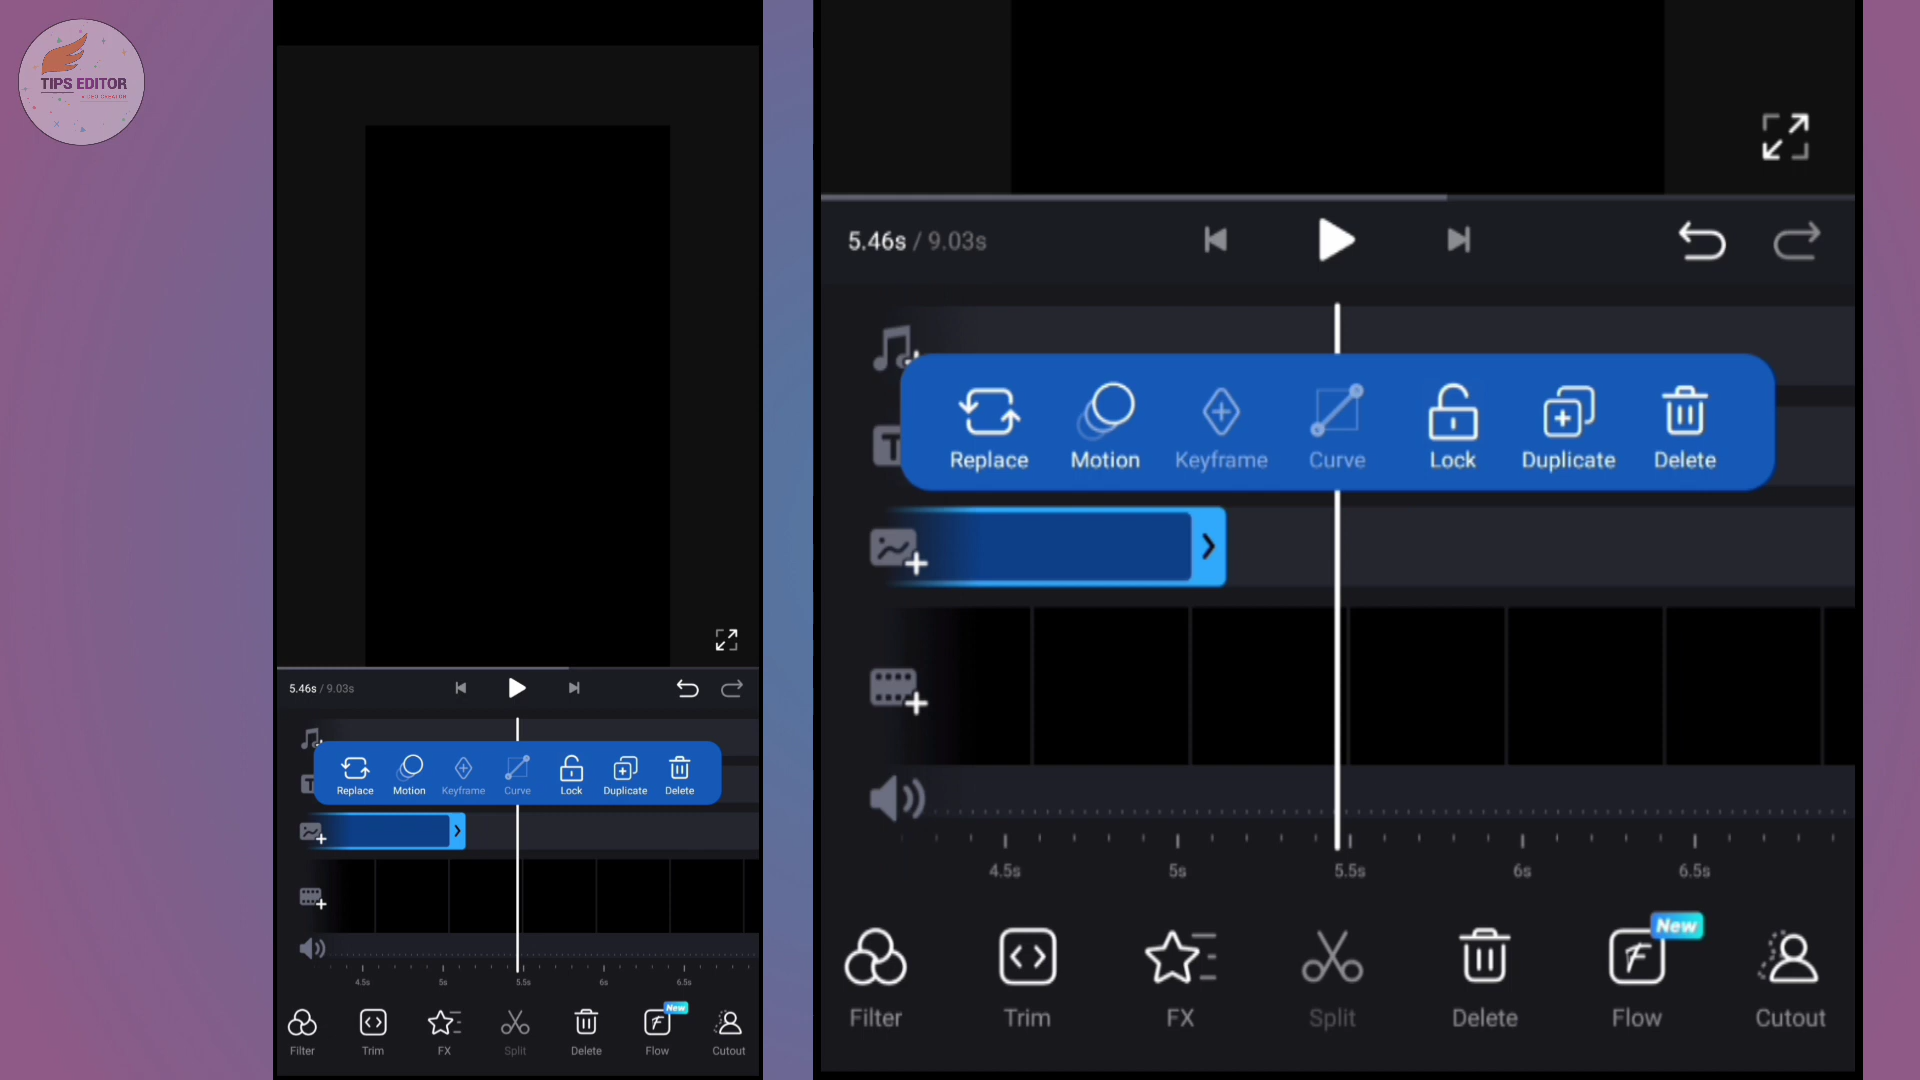 TIPS EDITOR
VIDEO CREATOR
5.46s / 9.03s
Replace Motion Keyframe Curve Lock Duplicate Delete
4.5s 5s 5.5s 6s 6.5s
New
Filter Trim FX Split Delete Flow Cutout
5.46s / 9.03s
Replace Motion Keyframe Curve Lock Duplicate Delete
T
4.5s 5s 5.5s 6s 6.5s
New
Filter Trim FX Split Delete Flow Cutout